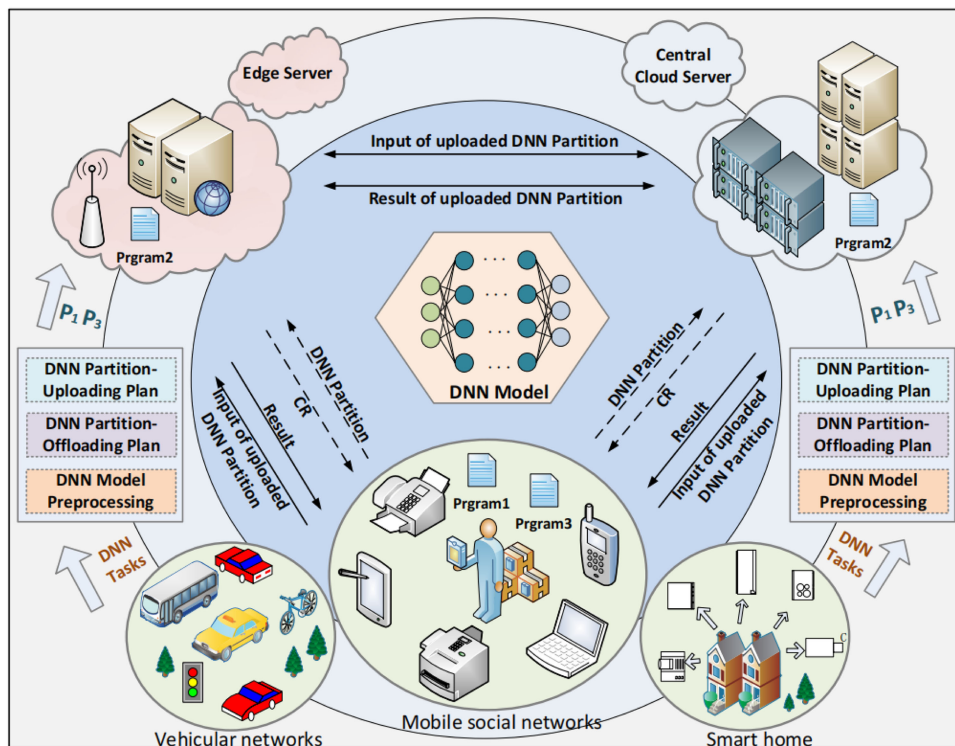 Edge Server
Central
Cloud Server
Input of uploaded DNN Partition
Result of uploaded DNN Partition
Prgram2
Prgram2
P1 P3
P1 P3
DNN Model
DNN Partition
CR
Result
Input of uploaded
DNN Partition
DNN Partition
CR
Result
Input of uploaded
DNN Partition
DNN Partition-
Uploading Plan
DNN Partition-
Offloading Plan
DNN Model
Preprocessing
DNN Partition-
Uploading Plan
DNN Partition-
Offloading Plan
DNN Model
Preprocessing
DNN
Tasks
DNN
Tasks
Prgram1
Prgram3
C
Vehicular networks
Mobile social networks
Smart home